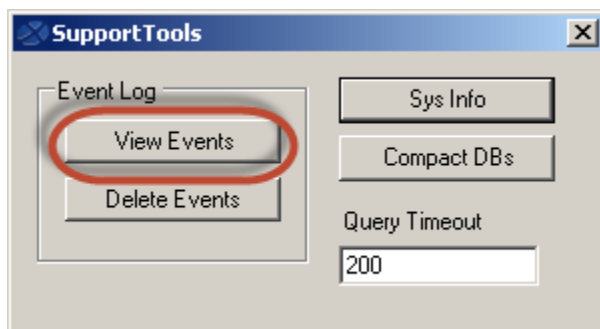 SupportTools
Event Log
View Events
Delete Events
Sys Info
Compact DBs
Query Timeout
200